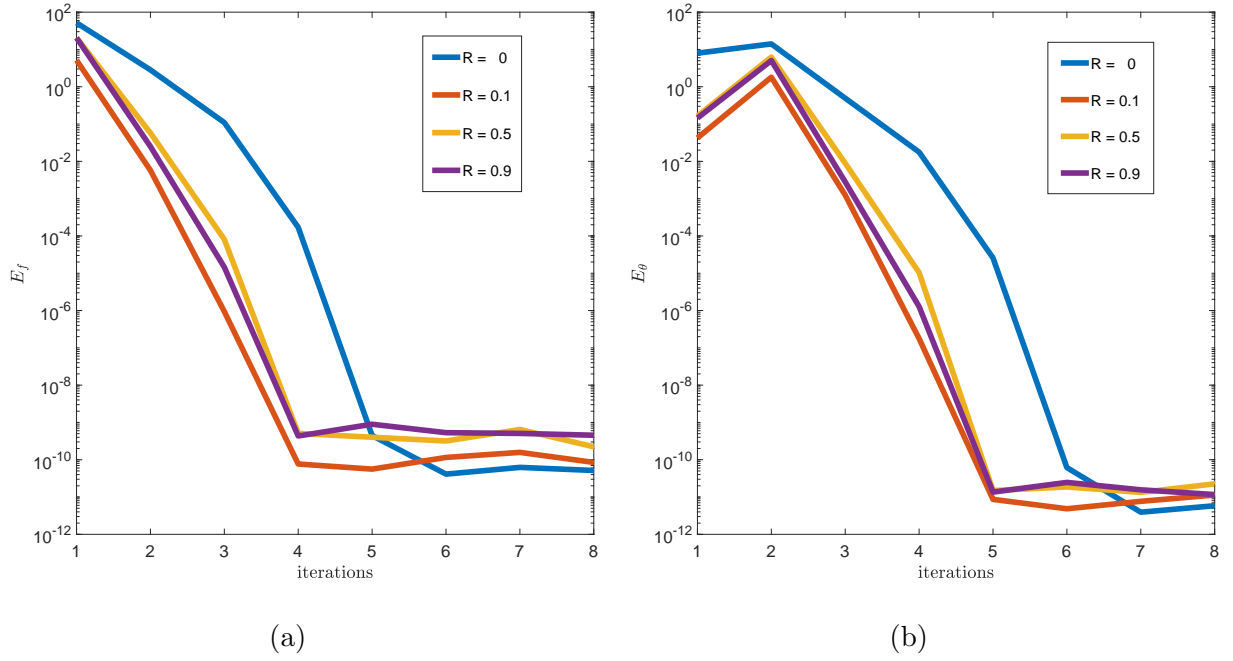 10^2
10^0
10^-2
10^-4
10^-6
10^-8
10^-10
10^-12
E_f
1 2 3 4 5 6 7 8
iterations
R = 0
R = 0.1
R = 0.5
R = 0.9
(a)
10^2
10^0
10^-2
10^-4
10^-6
10^-8
10^-10
10^-12
E_θ
1 2 3 4 5 6 7 8
iterations
R = 0
R = 0.1
R = 0.5
R = 0.9
(b)